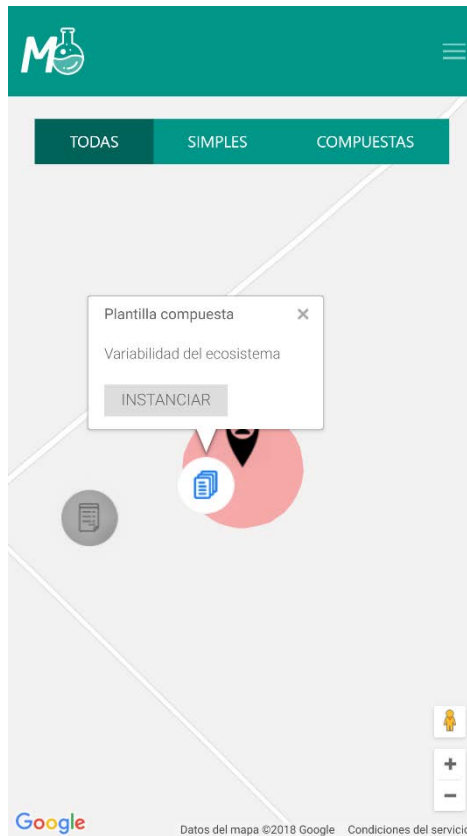 M
TODAS SIMPLES COMPUESTAS
Plantilla compuesta
Variabilidad del ecosistema
INSTANCIAR
Google
Datos del mapa ©2018 Google Condiciones del servicio